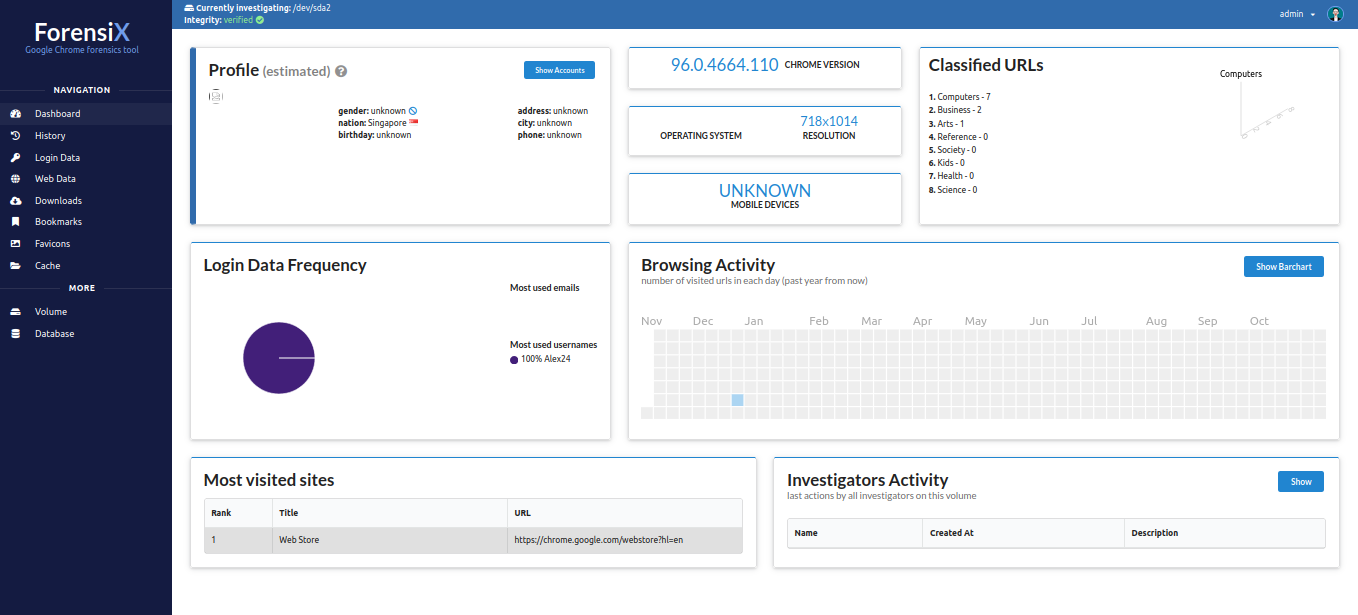 Currently investigating: /dev/sda2
Integrity: verified
admin
ForensiX
Google Chrome forensics tool
NAVIGATION
Dashboard
History
Login Data
Web Data
Downloads
Bookmarks
Favicons
Cache
MORE
Volume
Database
Profile (estimated) ?
Show Accounts
gender: unknown
nation: Singapore
birthday: unknown
address: unknown
city: unknown
phone: unknown
96.0.4664.110 CHROME VERSION
OPERATING SYSTEM
718x1014
RESOLUTION
UNKNOWN
MOBILE DEVICES
Classified URLs
1. Computers - 7
2. Business - 2
3. Arts - 1
4. Reference - 0
5. Society - 0
6. Kids - 0
7. Health - 0
8. Science - 0
Computers
Login Data Frequency
Most used emails
Most used usernames
100% Alex24
Browsing Activity
number of visited urls in each day (past year from now)
Show Barchart
Nov Dec Jan Feb Mar Apr May Jun Jul Aug Sep Oct
Most visited sites
Rank Title URL
1 Web Store https://chrome.google.com/webstore?hl=en
Investigators Activity
last actions by all investigators on this volume
Show
Name Created At Description